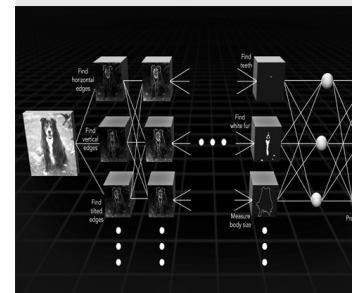 Find
horizontal
edges
Find
vertical
edges
Find
tilted
edges
Find
teeth
Find
white fur
Measure
body size